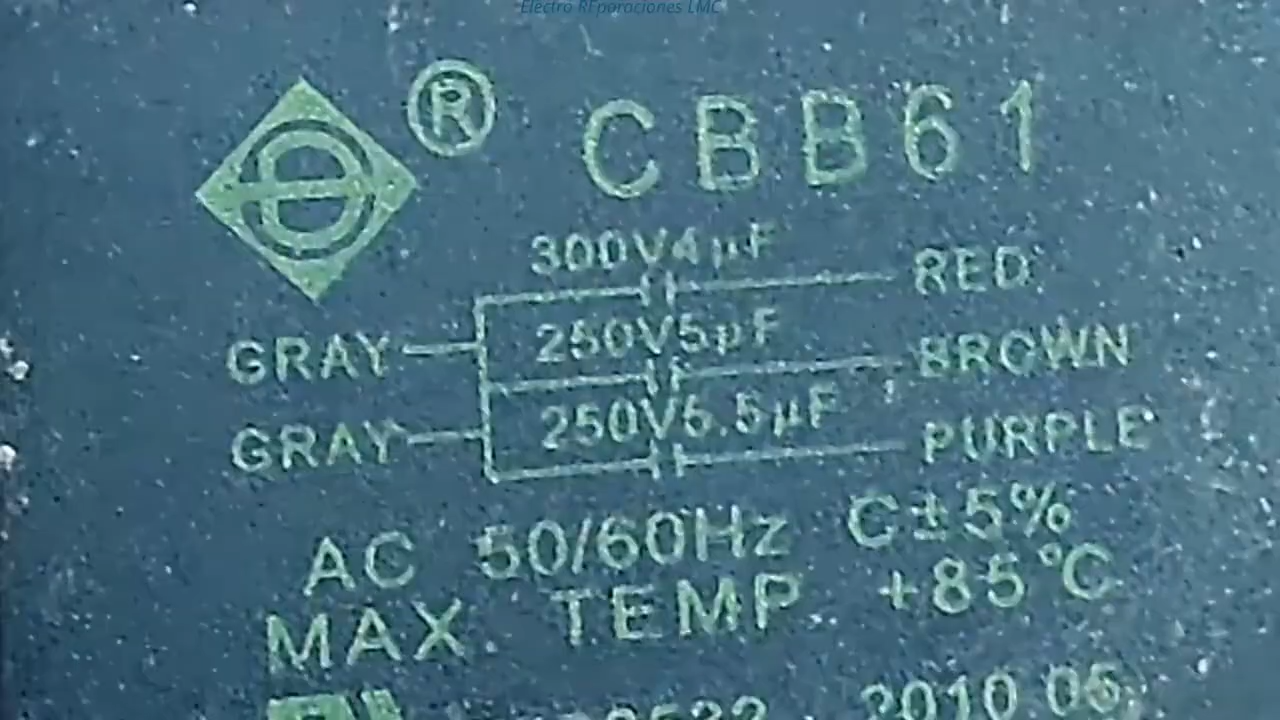 Electro REparaciones LMC
® CBB61
300V4μF RED
GRAY 250V5μF BROWN
GRAY 250V5.5μF PURPLE
AC 50/60Hz C±5%
MAX. TEMP +85°C
2010.06